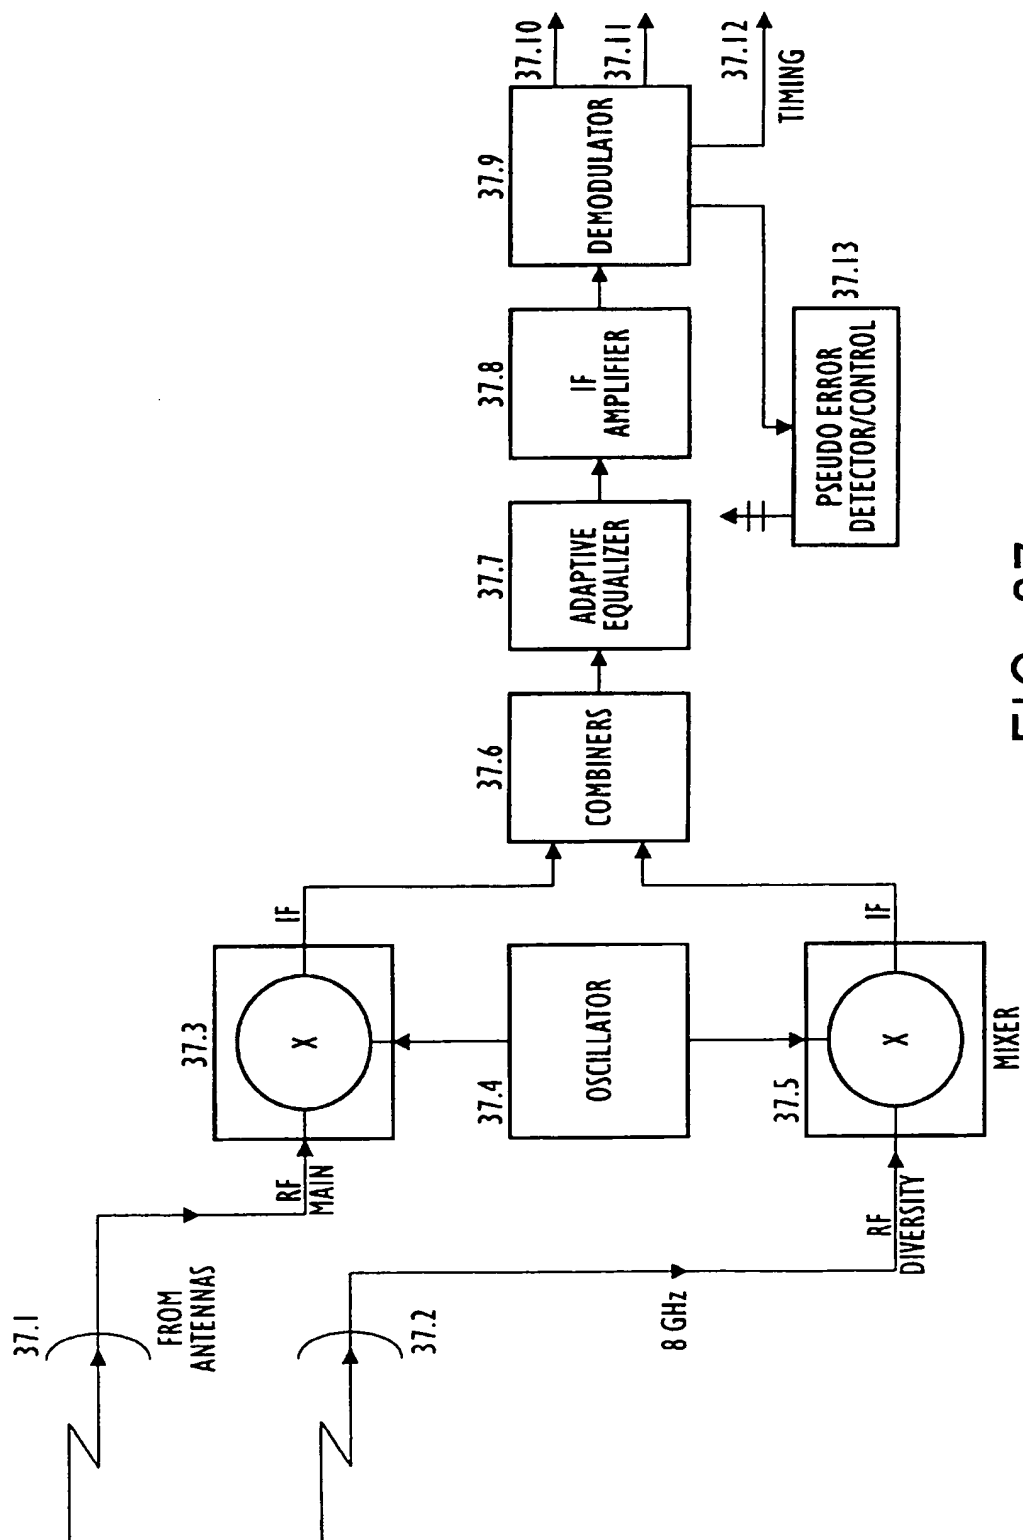 37.1
FROM
ANTENNAS
37.2
8 GHz
RF
MAIN
RF
DIVERSITY
37.3
X
IF
37.4
OSCILLATOR
37.5
X
IF
MIXER
37.6
COMBINERS
37.7
ADAPTIVE
EQUALIZER
37.8
IF
AMPLIFIER
37.9
DEMODULATOR
37.10
37.11
37.12
TIMING
37.13
PSEUDO ERROR
DETECTOR/CONTROL